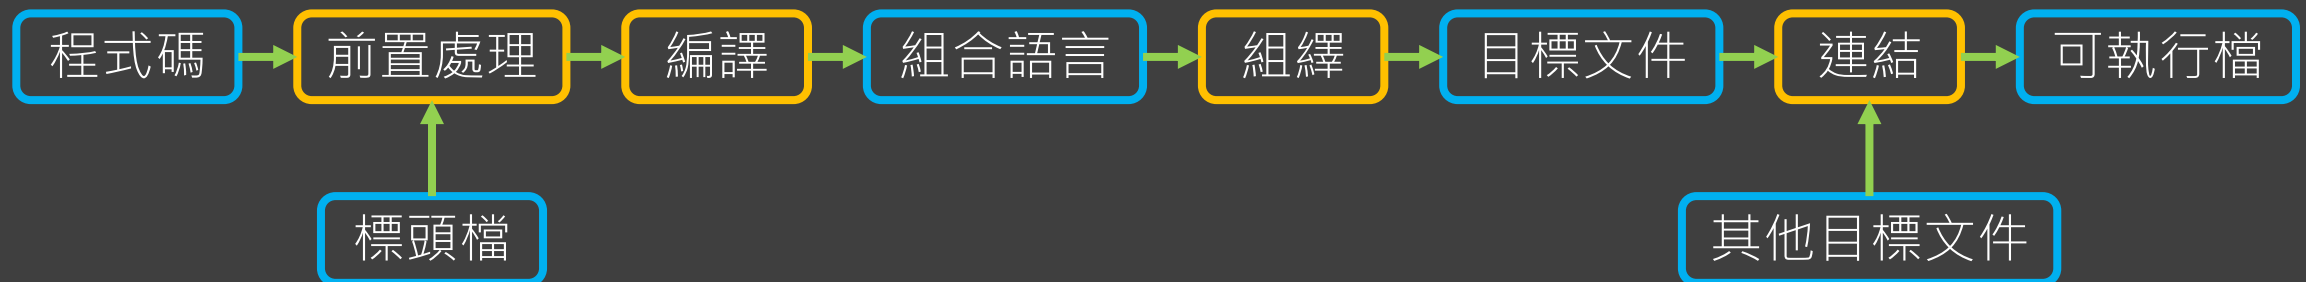 程式碼
前置處理
編譯
組合語言
組繹
目標文件
連結
可執行檔
標頭檔
其他目標文件